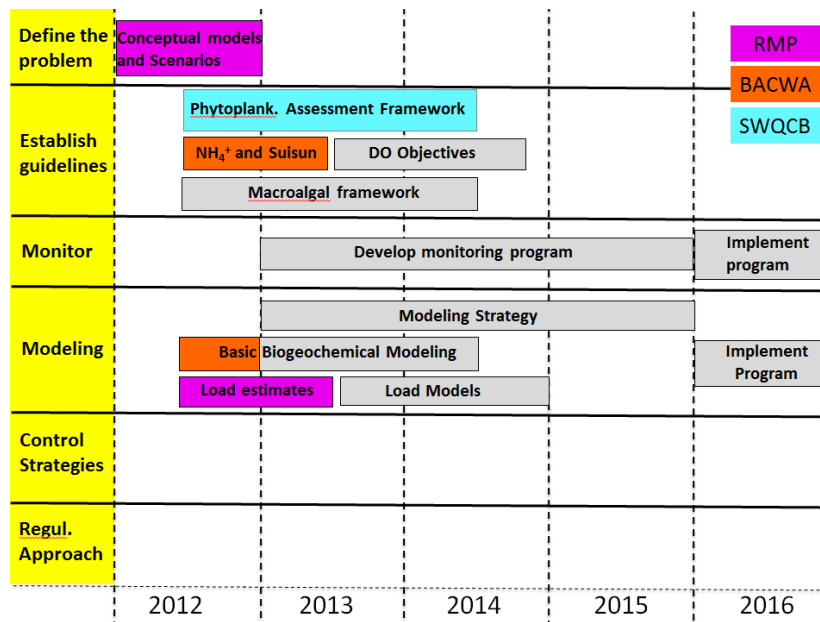 Define the
problem
Conceptual models
and Scenarios
RMP
BACWA
SWQCB
Establish
guidelines
Phytoplank. Assessment Framework
NH₄⁺ and Suisun
DO Objectives
Macroalgal framework
Monitor
Develop monitoring program
Implement
program
Modeling
Modeling Strategy
Basic Biogeochemical Modeling
Implement
Program
Load estimates
Load Models
Control
Strategies
Regul.
Approach
2012 2013 2014 2015 2016